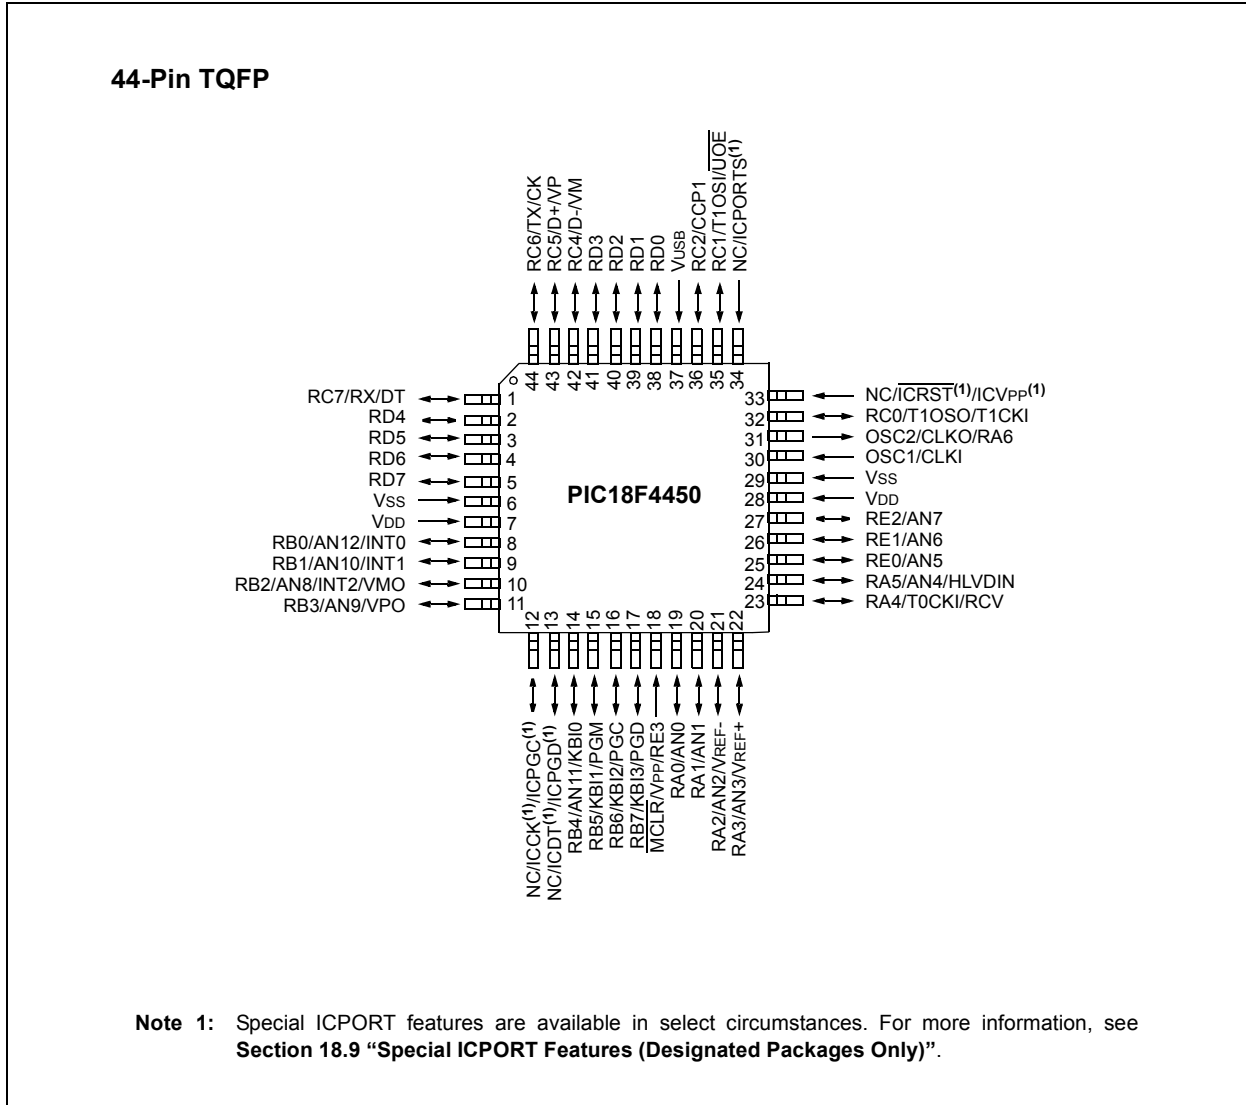 44-Pin TQFP
RC6/TX/CK
RC5/D+/VP
RC4/D-/VM
RD3
RD2
RD1
RD0
VUSB
RC2/CCP1
RC1/T1OSI/UOE
NC/ICPORTS(1)
44
43
42
41
40
39
38
37
36
35
34
RC7/RX/DT 1
RD4 2
RD5 3
RD6 4
RD7 5
VSS 6
VDD 7
RB0/AN12/INT0 8
RB1/AN10/INT1 9
RB2/AN8/INT2/VMO 10
RB3/AN9/VPO 11
PIC18F4450
33 NC/ICRST(1)/ICVPP(1)
32 RC0/T1OSO/T1CKI
31 OSC2/CLKO/RA6
30 OSC1/CLKI
29 VSS
28 VDD
27 RE2/AN7
26 RE1/AN6
25 RE0/AN5
24 RA5/AN4/HLVDIN
23 RA4/T0CKI/RCV
12
13
14
15
16
17
18
19
20
21
22
NC/ICCK(1)/ICPGC(1)
NC/ICDT(1)/ICPGD(1)
RB4/AN11/KBI0
RB5/KBI1/PGM
RB6/KBI2/PGC
RB7/KBI3/PGD
MCLR/VPP/RE3
RA0/AN0
RA1/AN1
RA2/AN2/VREF-
RA3/AN3/VREF+
Note 1: Special ICPORT features are available in select circumstances. For more information, see
Section 18.9 “Special ICPORT Features (Designated Packages Only)”.